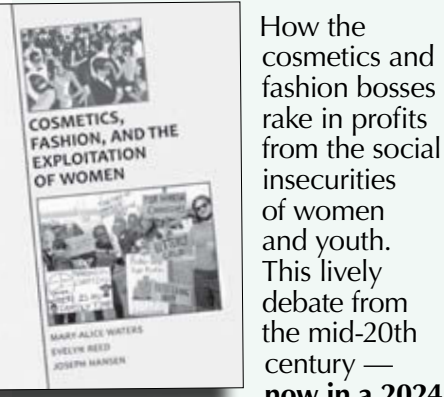 COSMETICS,
FASHION, AND THE
EXPLOITATION
OF WOMEN
MARY-ALICE WATERS
EVELYN REED
JOSEPH HANSEN
How the
cosmetics and
fashion bosses
rake in profits
from the social
insecurities
of women
and youth.
This lively
debate from
the mid-20th
century —
now in a 2024